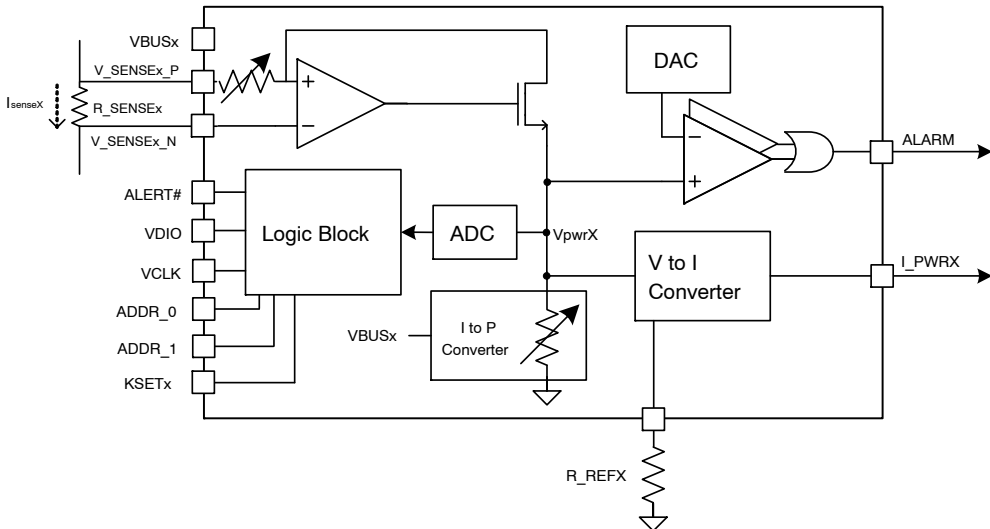 VBUSx
V_SENSEx_P
I_senseX
R_SENSEx
V_SENSEx_N
+
−
DAC
−
+
ALARM
ALERT#
VDIO
VCLK
ADDR_0
ADDR_1
KSETx
Logic Block
ADC
VpwrX
V to I
Converter
I_PWRX
VBUSx
I to P
Converter
R_REFX